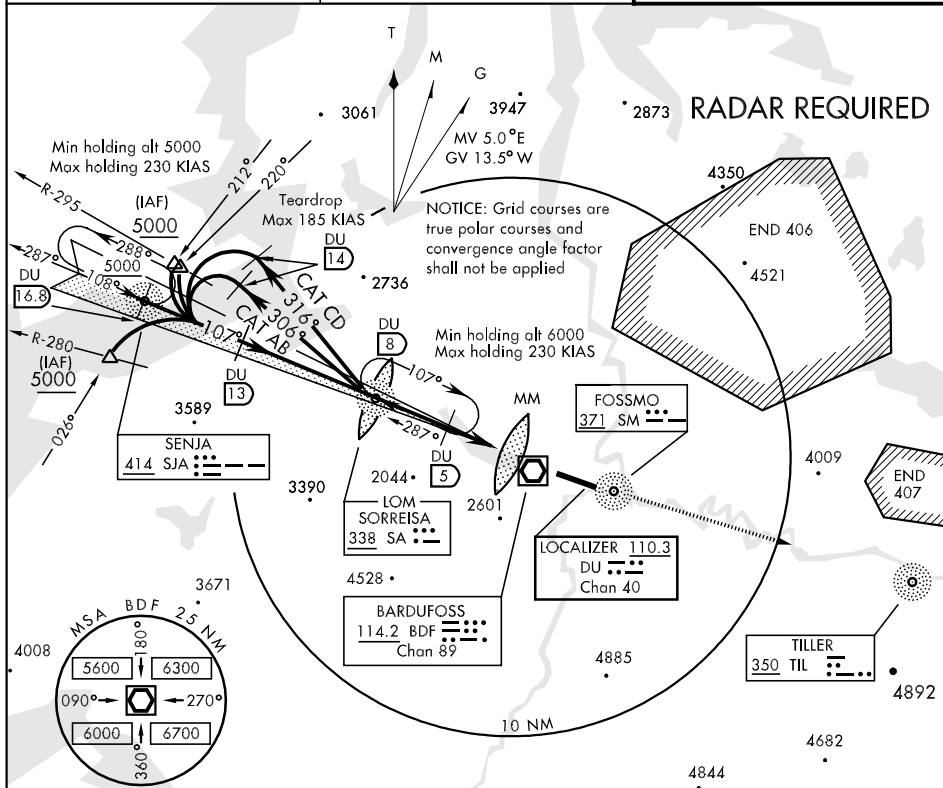 T
M
G
3061
3947
2873
RADAR REQUIRED
MV 5.0°E
GV 13.5°W
Min holding alt 5000
Max holding 230 KIAS
212°
220°
R-295
(IAF)
5000
Teardrop
Max 185 KIAS
NOTICE: Grid courses are
true polar courses and
convergence angle factor
shall not be applied
4350
END 406
4521
DU
14
287°
288°
5000
108°
DU
16.8
2736
CAT CD
316°
306°
CAT AB
107°
R-280
(IAF)
5000
026°
DU
13
DU
8
Min holding alt 6000
Max holding 230 KIAS
107°
287°
DU
5
MM
FOSSMO
371 SM
3589
SENJA
414 SJA
3390
2044
2601
LOM
SORREISA
338 SA
4009
END
407
LOCALIZER 110.3
DU
Chan 40
4528
BARDUFOSS
114.2 BDF
Chan 89
3671
MSA BDF 25 NM
180°
5600
6300
090°
270°
6000
6700
360°
4008
4885
TILLER
350 TIL
4892
10 NM
4682
4844